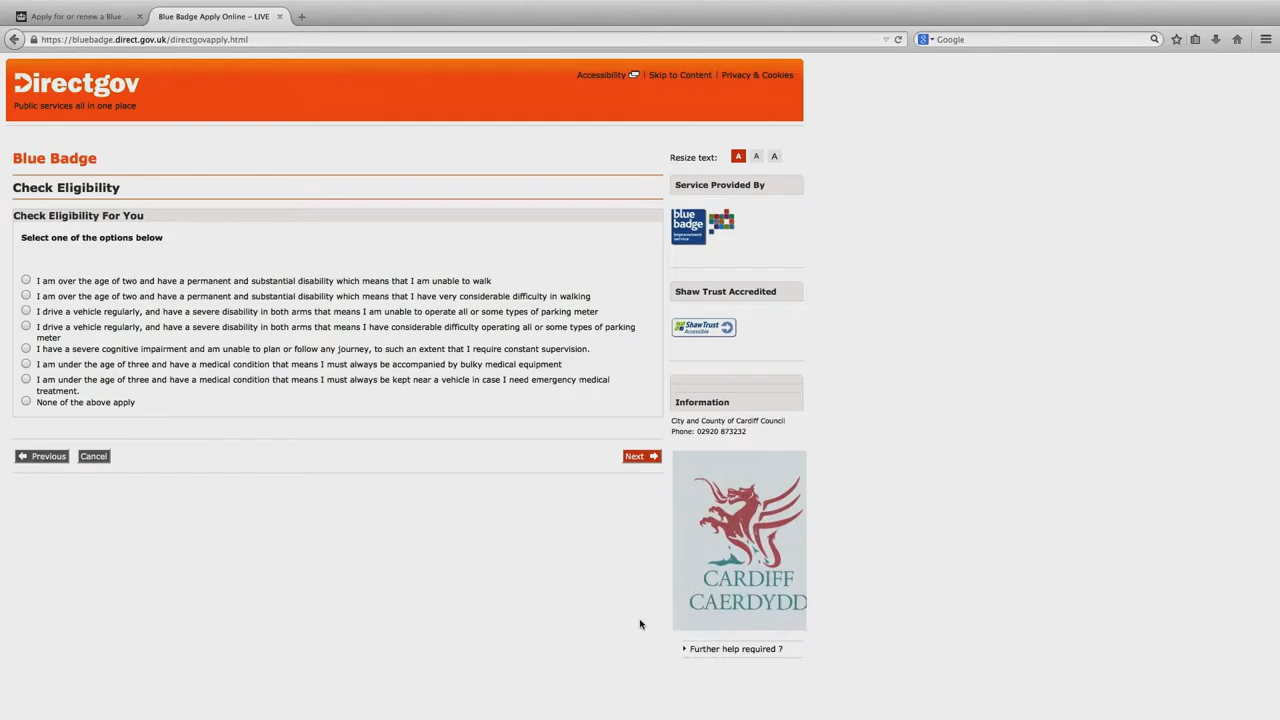 Apply for or renew a Blue ...
Blue Badge Apply Online – LIVE
https://bluebadge.direct.gov.uk/directgovapply.html
Google
Directgov
Public services all in one place
Accessibility
Skip to Content
Privacy & Cookies
Blue Badge
Resize text: A A A
Check Eligibility
Check Eligibility For You
Select one of the options below
I am over the age of two and have a permanent and substantial disability which means that I am unable to walk
I am over the age of two and have a permanent and substantial disability which means that I have very considerable difficulty in walking
I drive a vehicle regularly, and have a severe disability in both arms that means I am unable to operate all or some types of parking meter
I drive a vehicle regularly, and have a severe disability in both arms that means I have considerable difficulty operating all or some types of parking
meter
I have a severe cognitive impairment and am unable to plan or follow any journey, to such an extent that I require constant supervision.
I am under the age of three and have a medical condition that means I must always be accompanied by bulky medical equipment
I am under the age of three and have a medical condition that means I must always be kept near a vehicle in case I need emergency medical
treatment.
None of the above apply
Previous
Cancel
Next
Service Provided By
blue
badge
improvement
service
Shaw Trust Accredited
ShawTrust
Accessible
Information
City and County of Cardiff Council
Phone: 02920 873232
CARDIFF
CAERDYDD
Further help required ?